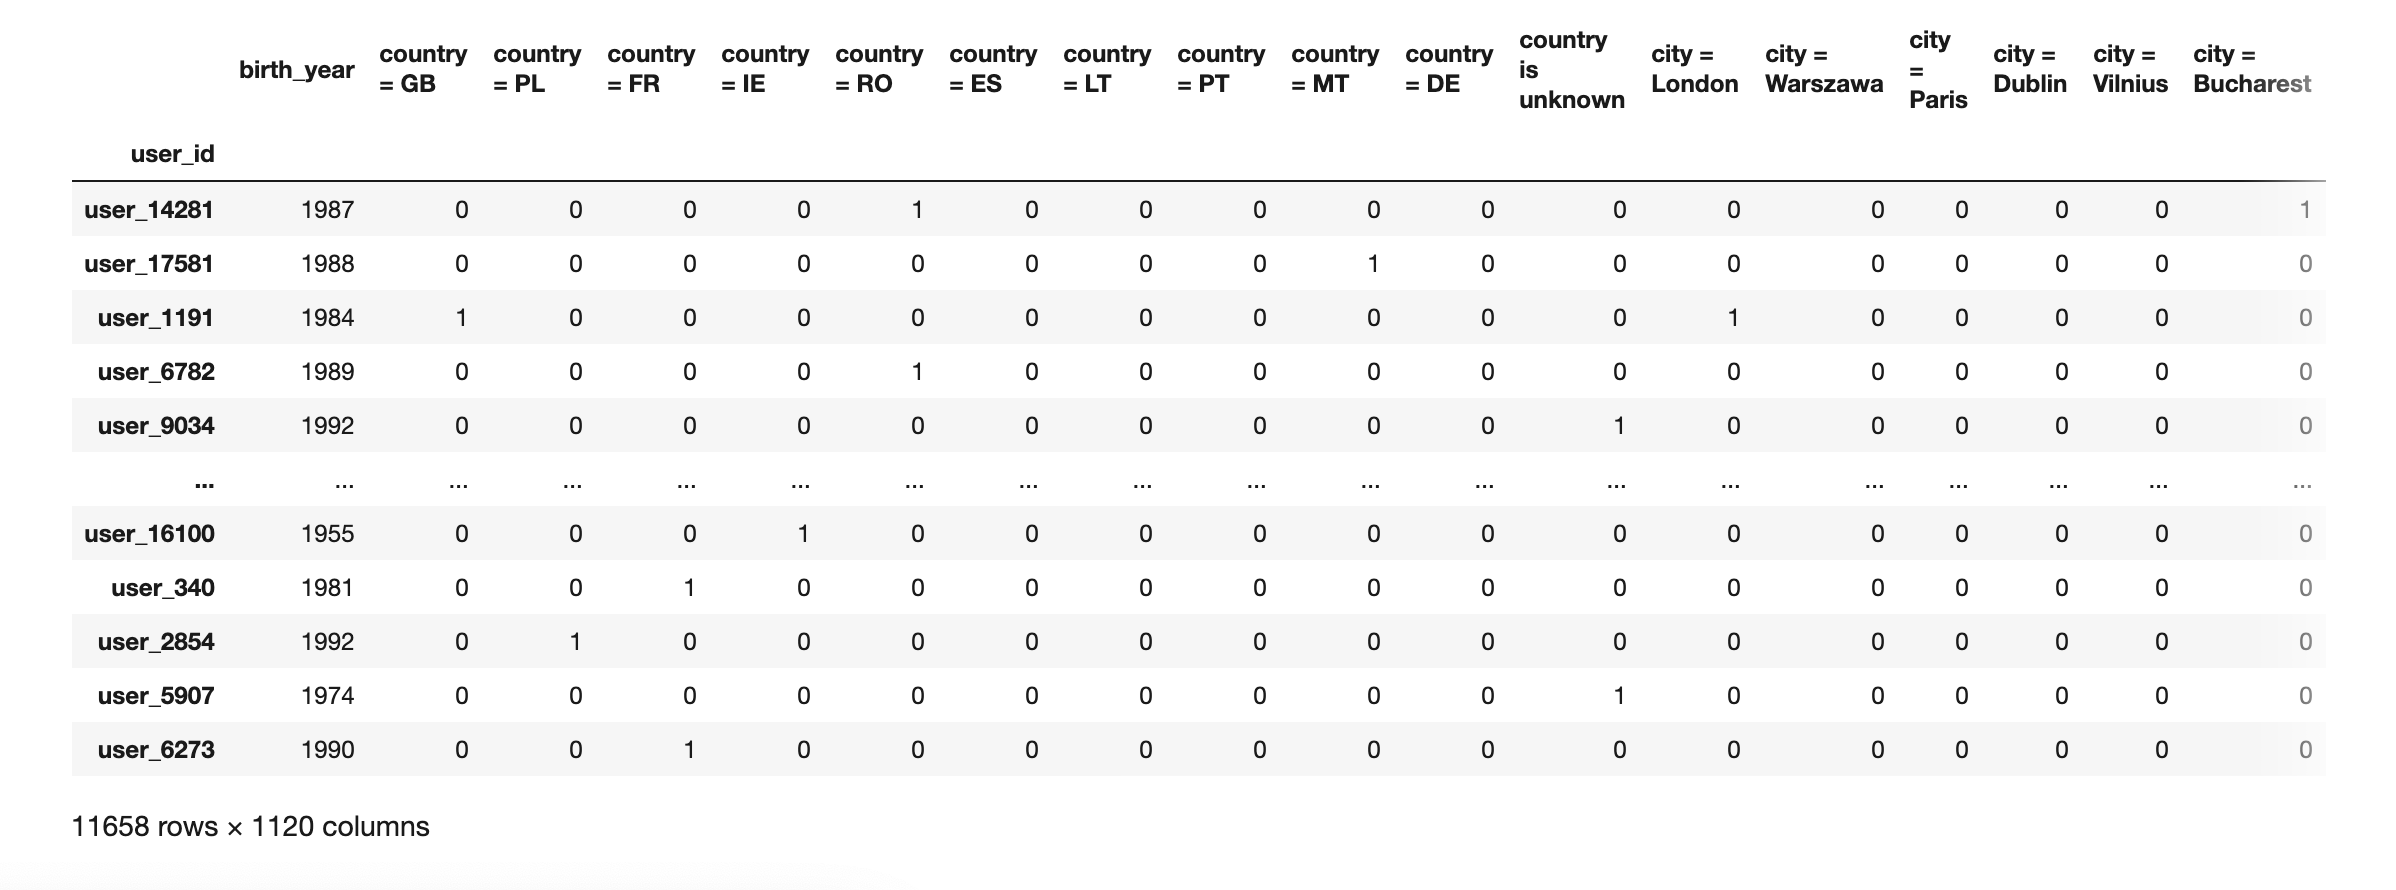 birth_year country = GB country = PL country = FR country = IE country = RO country = ES country = LT country = PT country = MT country = DE country is unknown city = London city = Warszawa city = Paris city = Dublin city = Vilnius city = Bucharest
user_id
user_14281 1987 0 0 0 0 1 0 0 0 0 0 0 0 0 0 0 0 1
user_17581 1988 0 0 0 0 0 0 0 0 1 0 0 0 0 0 0 0 0
user_1191 1984 1 0 0 0 0 0 0 0 0 0 0 1 0 0 0 0 0
user_6782 1989 0 0 0 0 1 0 0 0 0 0 0 0 0 0 0 0 0
user_9034 1992 0 0 0 0 0 0 0 0 0 0 1 0 0 0 0 0 0
... ... ... ... ... ... ... ... ... ... ... ... ... ... ... ... ... ... ...
user_16100 1955 0 0 0 1 0 0 0 0 0 0 0 0 0 0 0 0 0
user_340 1981 0 0 1 0 0 0 0 0 0 0 0 0 0 0 0 0 0
user_2854 1992 0 1 0 0 0 0 0 0 0 0 0 0 0 0 0 0 0
user_5907 1974 0 0 0 0 0 0 0 0 0 0 1 0 0 0 0 0 0
user_6273 1990 0 0 1 0 0 0 0 0 0 0 0 0 0 0 0 0 0
11658 rows × 1120 columns